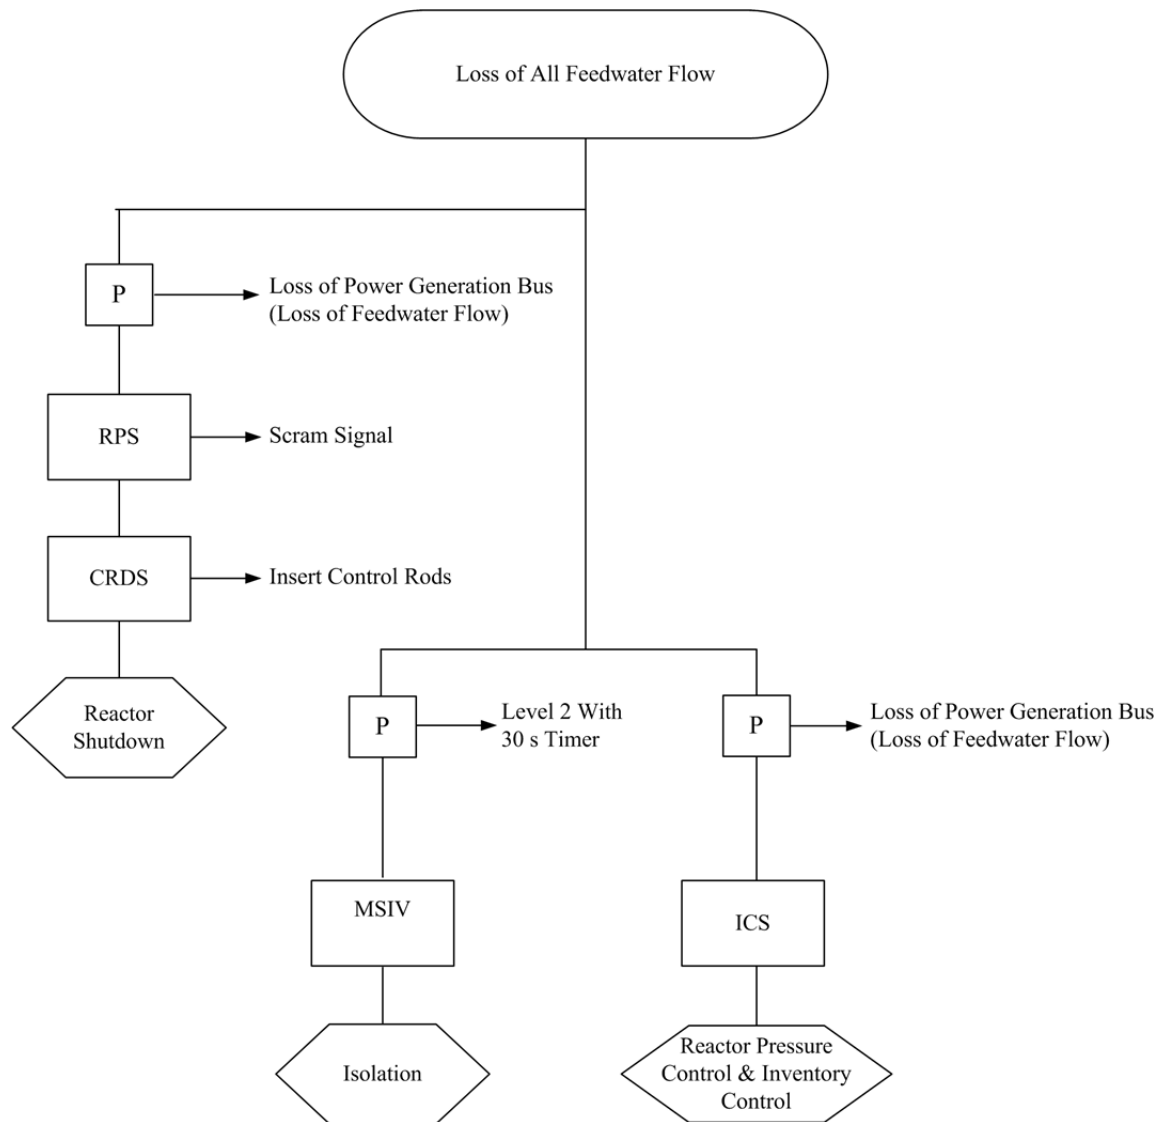 Loss of All Feedwater Flow
P
Loss of Power Generation Bus
(Loss of Feedwater Flow)
RPS
Scram Signal
CRDS
Insert Control Rods
Reactor
Shutdown
P
Level 2 With
30 s Timer
P
Loss of Power Generation Bus
(Loss of Feedwater Flow)
MSIV
ICS
Isolation
Reactor Pressure
Control & Inventory
Control